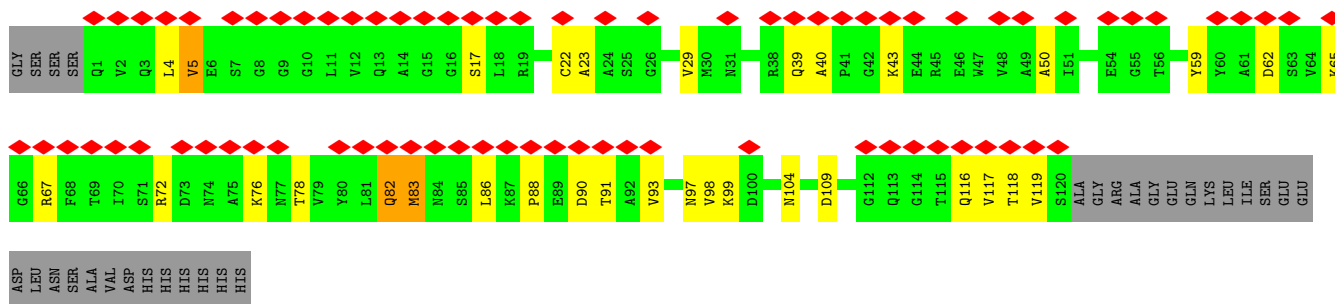 GLY SER SER SER Q1 V2 Q3 L4 V5 E6 S7 G8 G9 G10 L11 V12 Q13 A14 G15 G16 S17 L18 R19 C22 A23 A24 S25 G26 V29 M30 N31 R38 Q39 A40 P41 G42 K43 E44 R45 E46 W47 V48 A49 A50 I51 E54 G55 T56 Y59 Y60 A61 D62 S63 V64 K65
G66 R67 F68 T69 I70 S71 R72 D73 N74 A75 K76 N77 T78 V79 Y80 L81 Q82 M83 N84 S85 L86 K87 P88 E89 D90 T91 A92 V93 N97 V98 K99 D100 N104 D109 G112 Q113 G114 T115 Q116 V117 T118 V119 S120 ALA GLY ARG ALA GLY GLU GLN LYS LEU ILE SER GLU GLU
ASP LEU ASN SER ALA VAL ASP HIS HIS HIS HIS HIS HIS